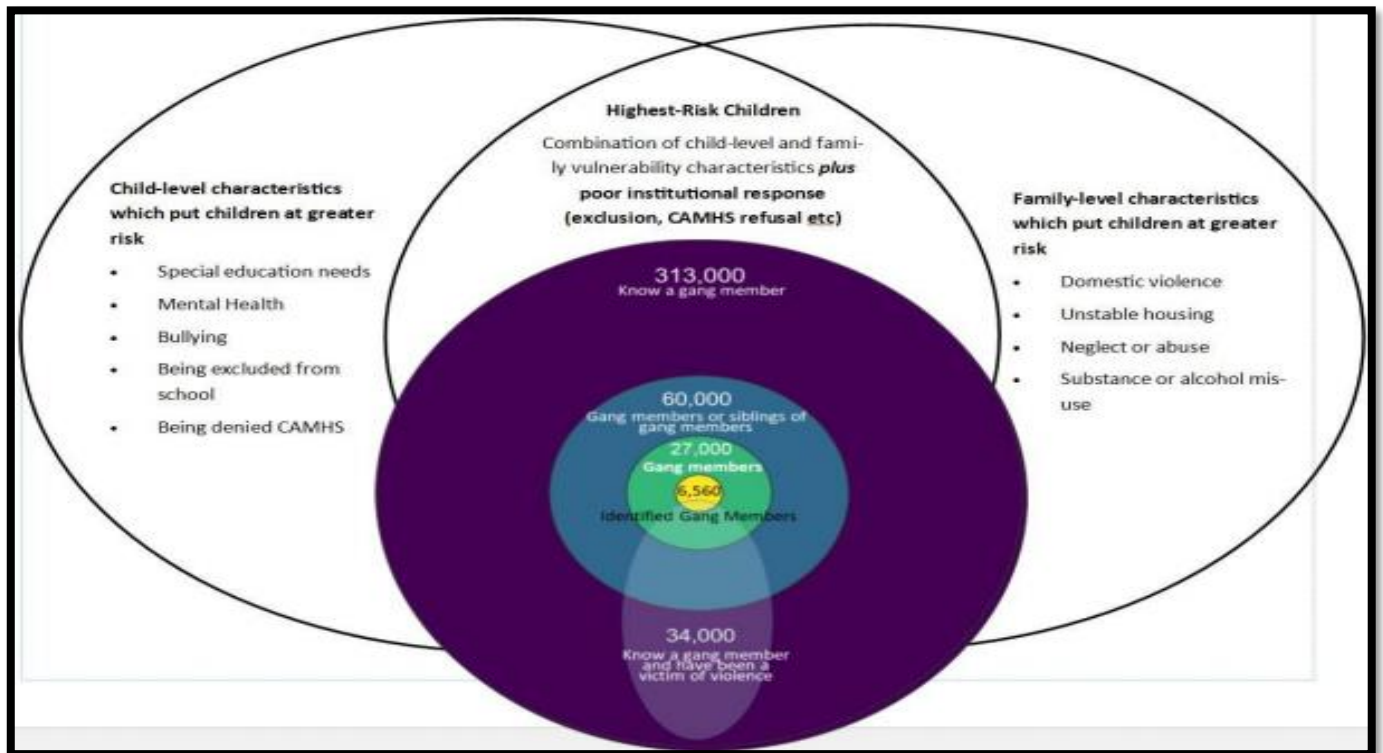 Highest-Risk Children
Combination of child-level and fami-
ly vulnerability characteristics plus
poor institutional response
(exclusion, CAMHS refusal etc)
Child-level characteristics
which put children at greater
risk
• Special education needs
• Mental Health
• Bullying
• Being excluded from
school
• Being denied CAMHS
Family-level characteristics
which put children at greater
risk
• Domestic violence
• Unstable housing
• Neglect or abuse
• Substance or alcohol mis-
use
313,000
Know a gang member
60,000
Gang members or siblings of
gang members
27,000
Gang members
6,560
Identified Gang Members
34,000
Know a gang member
and have been a
victim of violence